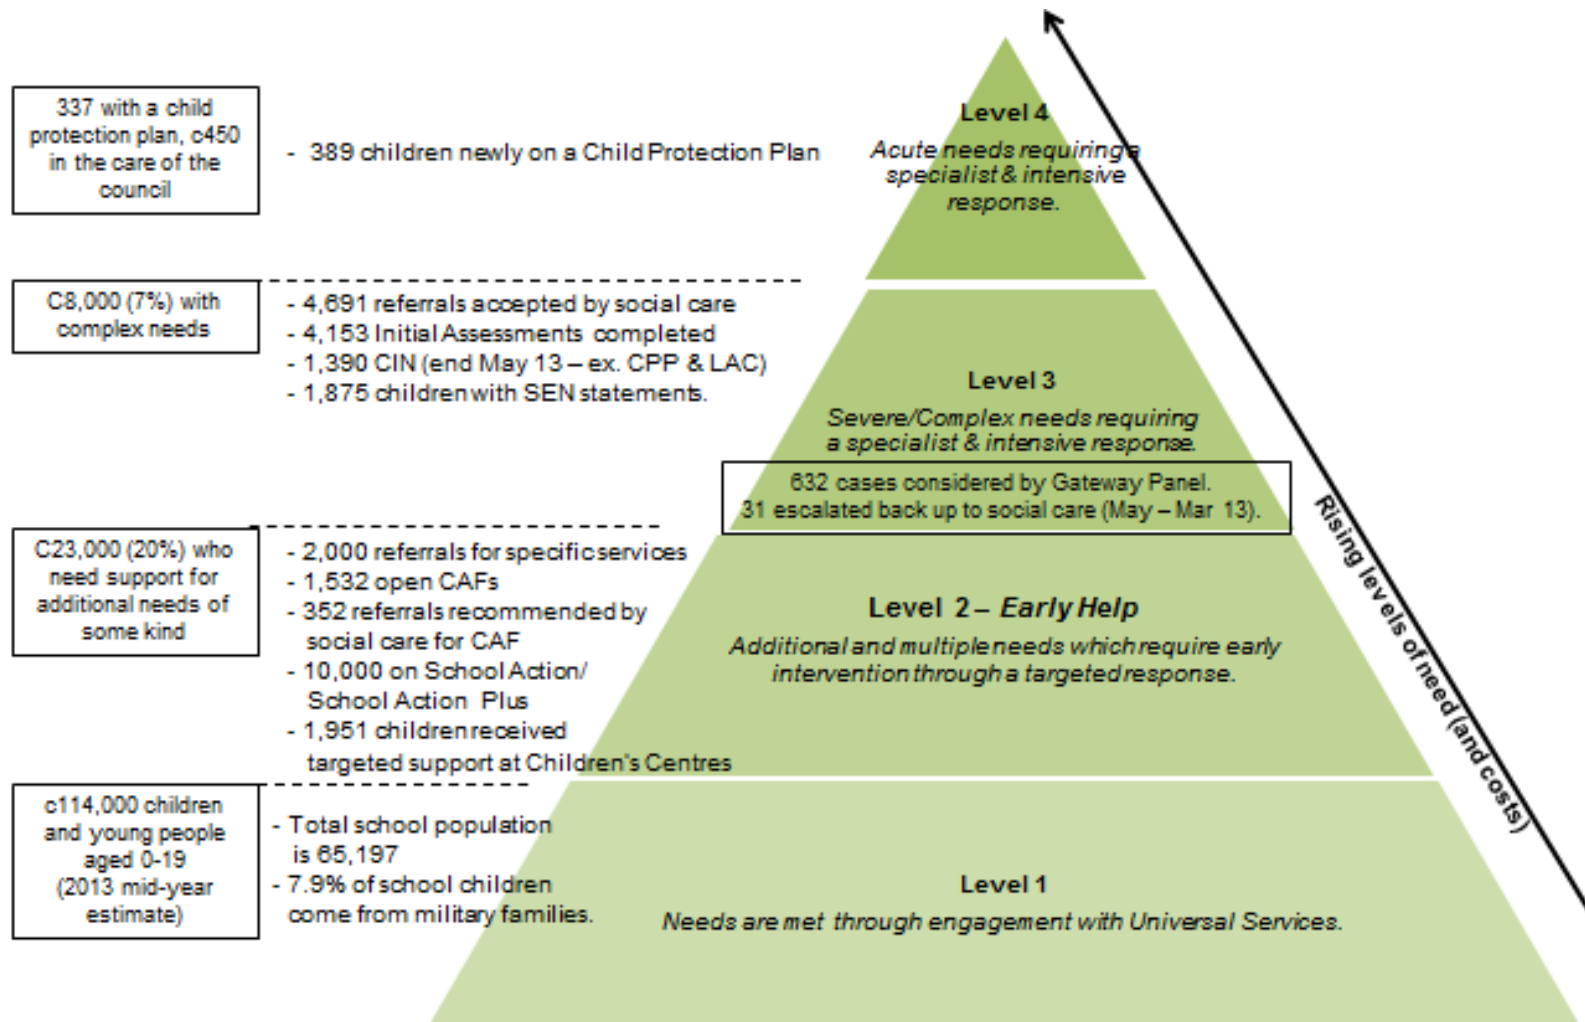 337 with a child
protection plan, c450
in the care of the
council
- 389 children newly on a Child Protection Plan
Level 4
Acute needs requiring a
specialist & intensive
response.
C8,000 (7%) with
complex needs
- 4,691 referrals accepted by social care
- 4,153 Initial Assessments completed
- 1,390 CIN (end May 13 – ex. CPP & LAC)
- 1,875 children with SEN statements.
Level 3
Severe/Complex needs requiring
a specialist & intensive response.
632 cases considered by Gateway Panel.
31 escalated back up to social care (May – Mar 13).
C23,000 (20%) who
need support for
additional needs of
some kind
- 2,000 referrals for specific services
- 1,532 open CAFs
- 352 referrals recommended by
social care for CAF
- 10,000 on School Action/
School Action Plus
- 1,951 children received
targeted support at Children's Centres
Level 2 – Early Help
Additional and multiple needs which require early
intervention through a targeted response.
c114,000 children
and young people
aged 0-19
(2013 mid-year
estimate)
- Total school population
is 65,197
- 7.9% of school children
come from military families.
Level 1
Needs are met through engagement with Universal Services.
Rising levels of need (and costs)